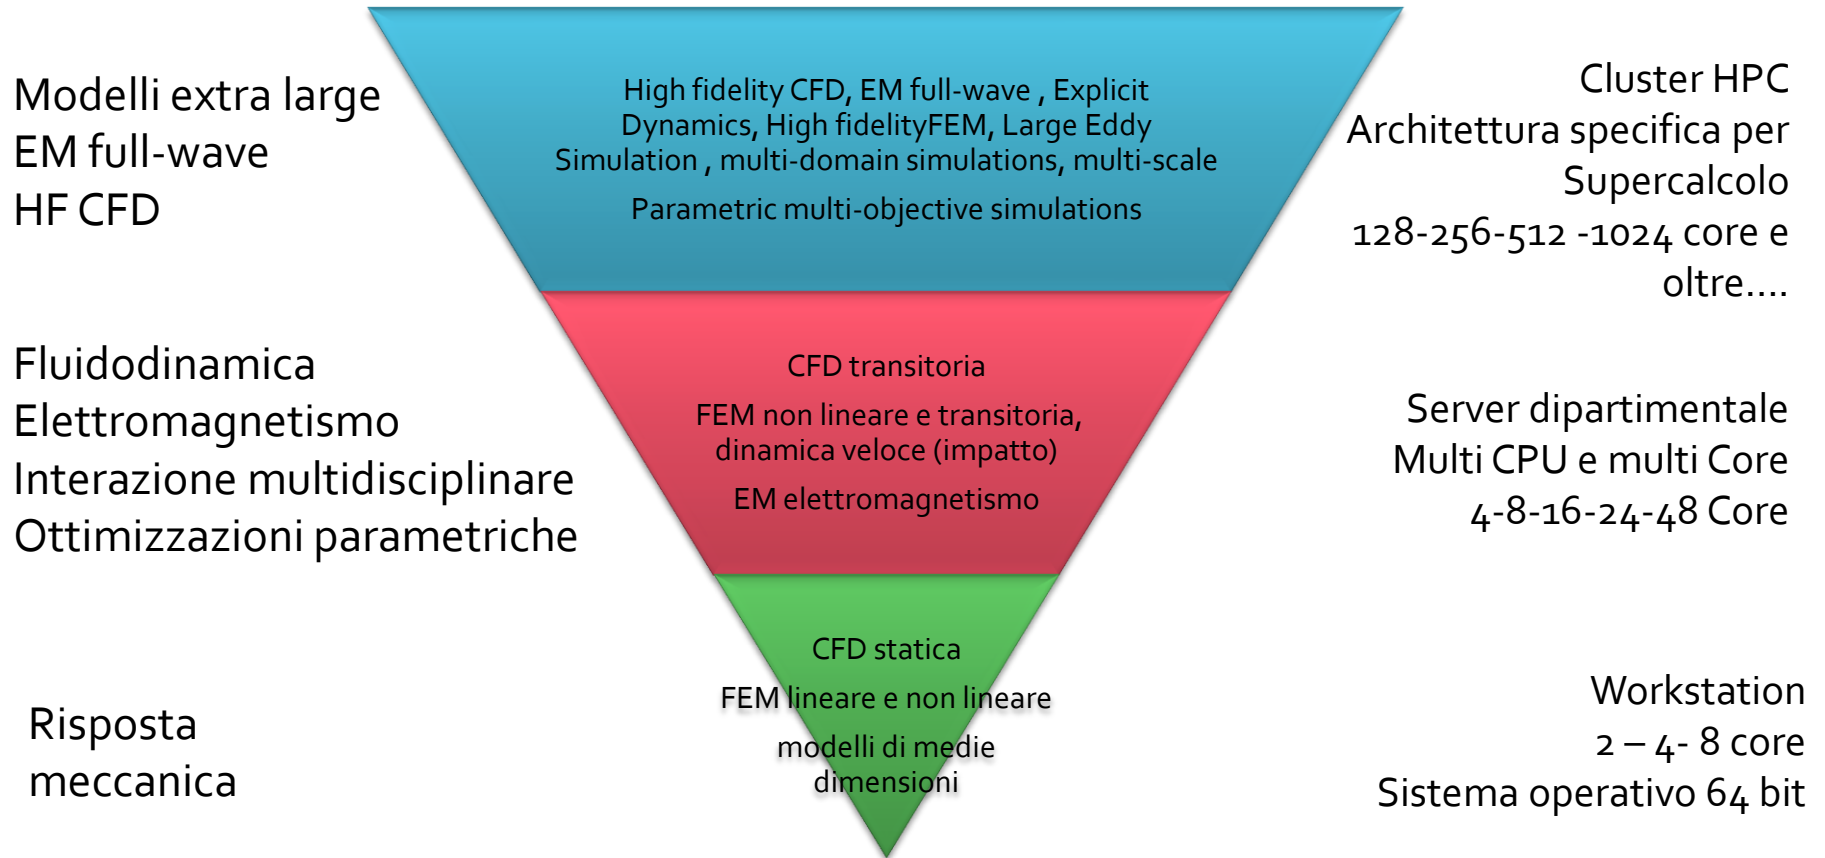 Modelli extra large
EM full-wave
HF CFD
High fidelity CFD, EM full-wave , Explicit
Dynamics, High fidelityFEM, Large Eddy
Simulation , multi-domain simulations, multi-scale
Parametric multi-objective simulations
Cluster HPC
Architettura specifica per
Supercalcolo
128-256-512 -1024 core e
oltre....
Fluidodinamica
Elettromagnetismo
Interazione multidisciplinare
Ottimizzazioni parametriche
CFD transitoria
FEM non lineare e transitoria,
dinamica veloce (impatto)
EM elettromagnetismo
Server dipartimentale
Multi CPU e multi Core
4-8-16-24-48 Core
Risposta
meccanica
CFD statica
FEM lineare e non lineare
modelli di medie
dimensioni
Workstation
2 – 4- 8 core
Sistema operativo 64 bit